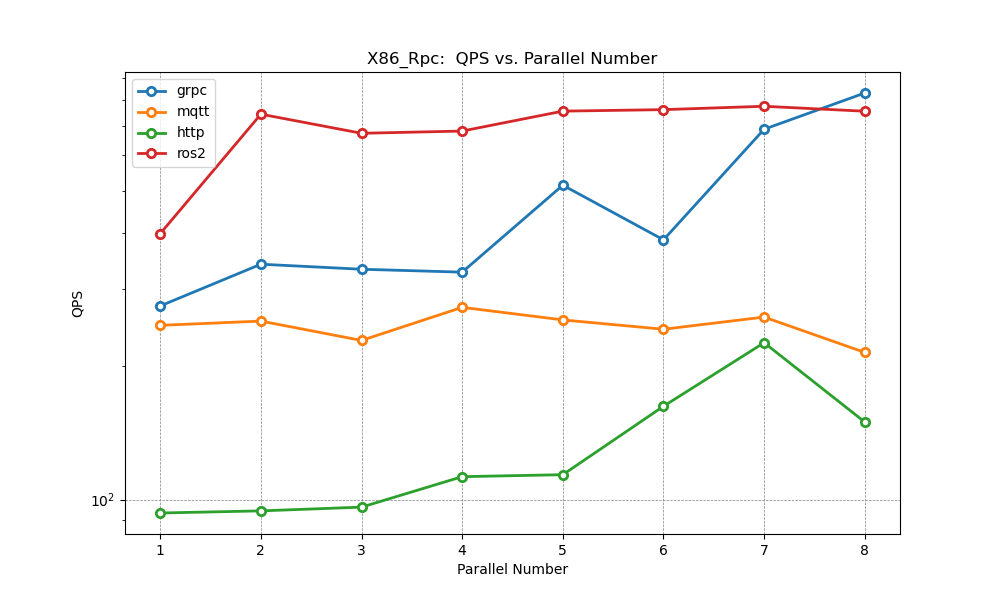 X86_Rpc:  QPS vs. Parallel Number
grpc
mqtt
http
ros2
QPS
10²
1 2 3 4 5 6 7 8
Parallel Number